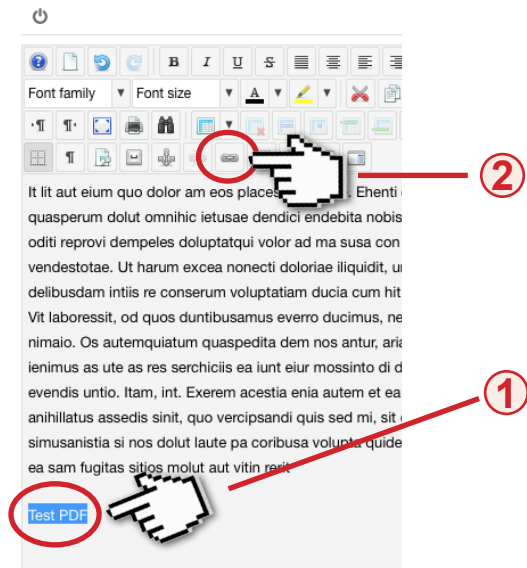 B I U S
Font family Font size A
¶ ¶
¶
2
It lit aut eium quo dolor am eos places Ehenti
quasperum dolut omnihic ietusae dendici endebita nobis
oditi reprovi dempeles doluptatqui volor ad ma susa con
vendestotae. Ut harum excea nonecti doloriae iliquidit,
delibusdam intiis re conserum voluptatiam ducia cum hit
Vit laboressit, od quos duntibusamus everro ducimus, ne
nimaio. Os autemquiatum quaspedita dem nos antur, aria
ienimus as ute as res serchiciis ea iunt eiur mossinto di d
evendis untio. Itam, int. Exerem acestia enia autem et ea
1
anihillatus assedis sinit, quo vercipsandi quis sed mi, sit
simusanistia si nos dolut laute pa coribusa volupta quide
ea sam fugitas sitios molut aut vitin rerit
Test PDF